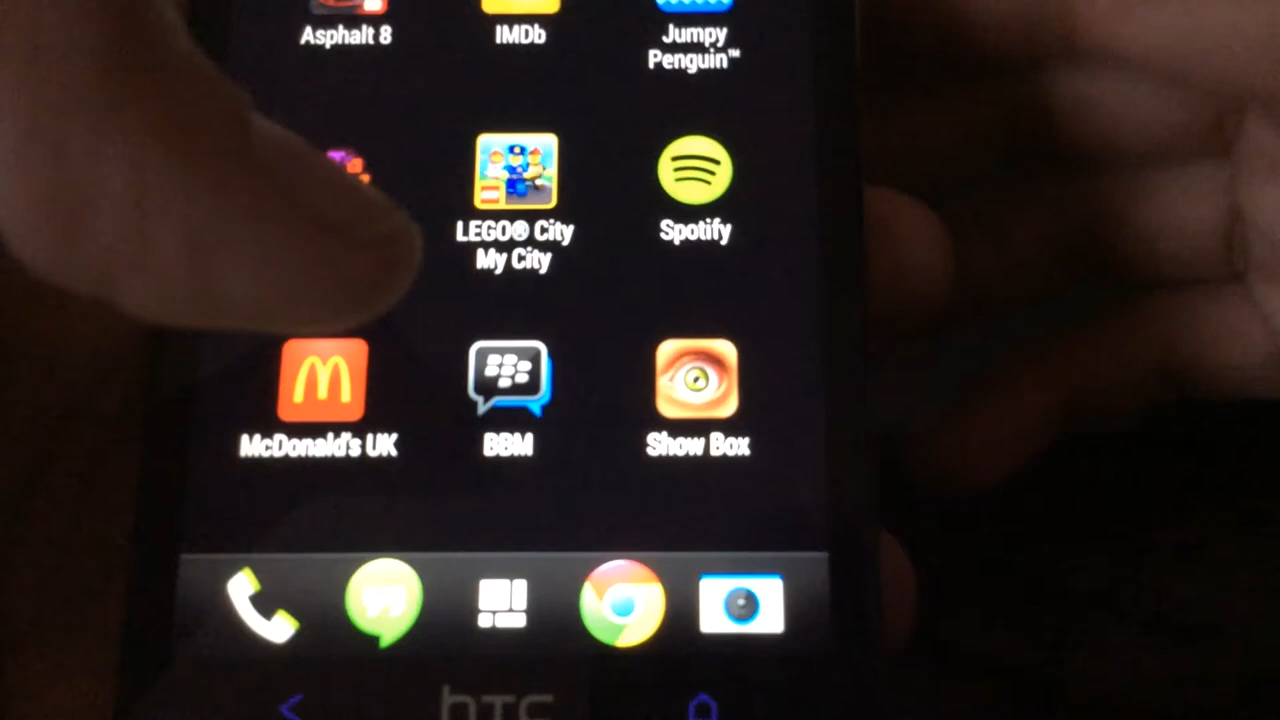 Asphalt 8
IMDb
Jumpy
Penguin™
LEGO® City
My City
Spotify
McDonald's UK
BBM
Show Box
hTC